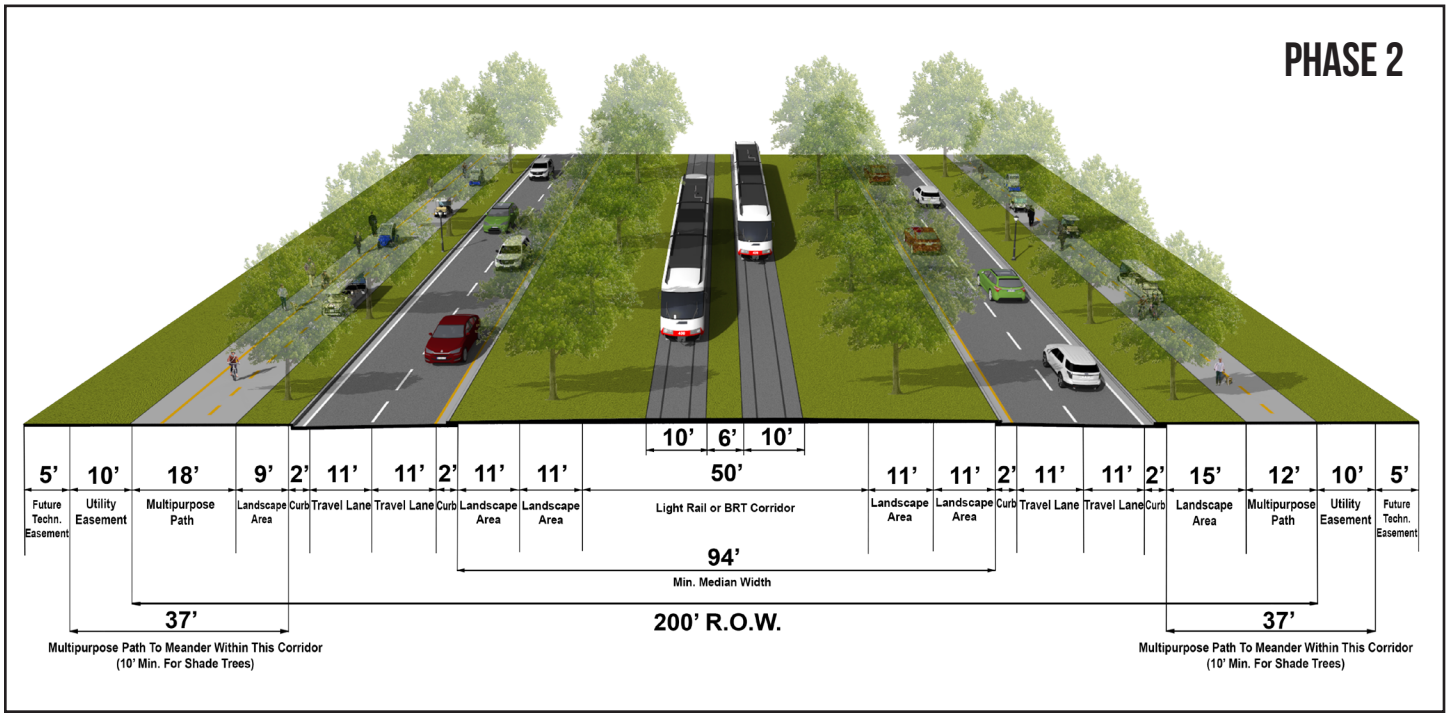 PHASE 2
10’ 6’ 10’
5’ 10’ 18’ 9’ 2’ 11’ 11’ 2’ 11’ 11’ 50’ 11’ 11’ 2’ 11’ 11’ 2’ 15’ 12’ 10’ 5’
Future
Techn.
Easement
Utility
Easement
Multipurpose
Path
Landscape
Area
Curb
Travel Lane
Travel Lane
Curb
Landscape
Area
Landscape
Area
Light Rail or BRT Corridor
Landscape
Area
Landscape
Area
Curb
Travel Lane
Travel Lane
Curb
Landscape
Area
Multipurpose
Path
Utility
Easement
Future
Techn.
Easement
94’
Min. Median Width
200’ R.O.W.
37’
Multipurpose Path To Meander Within This Corridor
(10’ Min. For Shade Trees)
37’
Multipurpose Path To Meander Within This Corridor
(10’ Min. For Shade Trees)